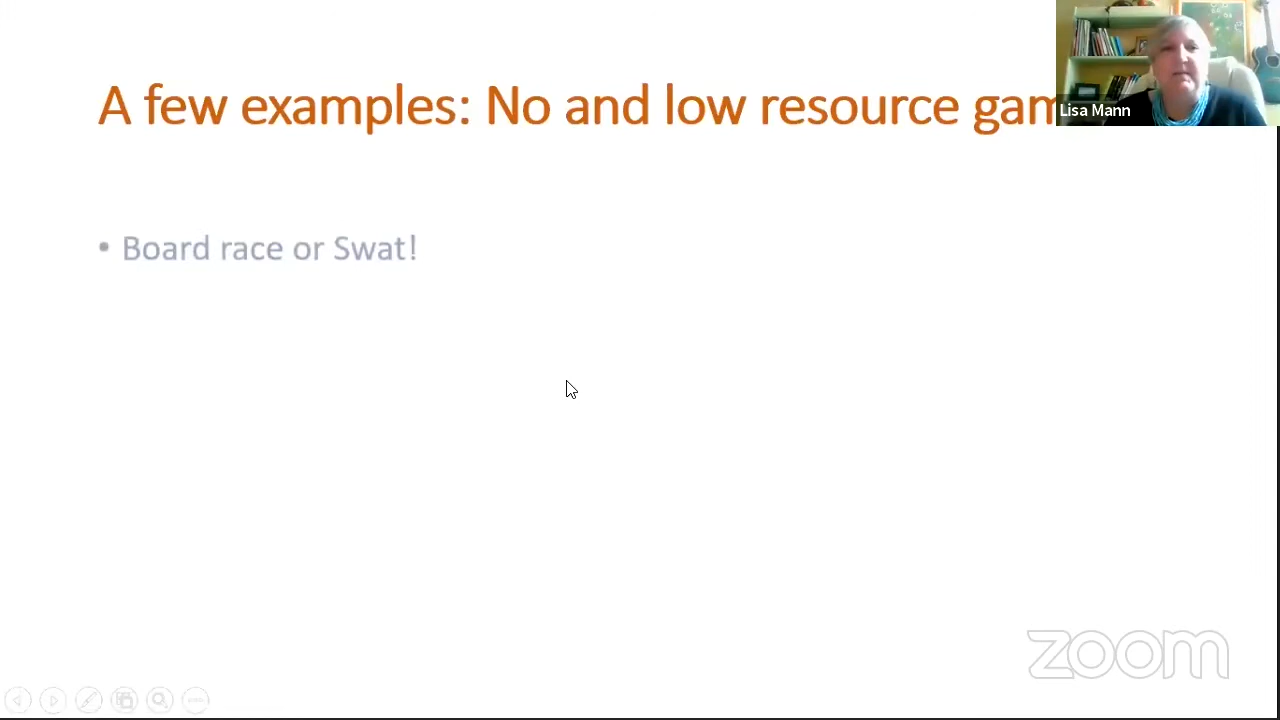 A few examples: No and low resource gam
Lisa Mann
• Board race or Swat!
zoom